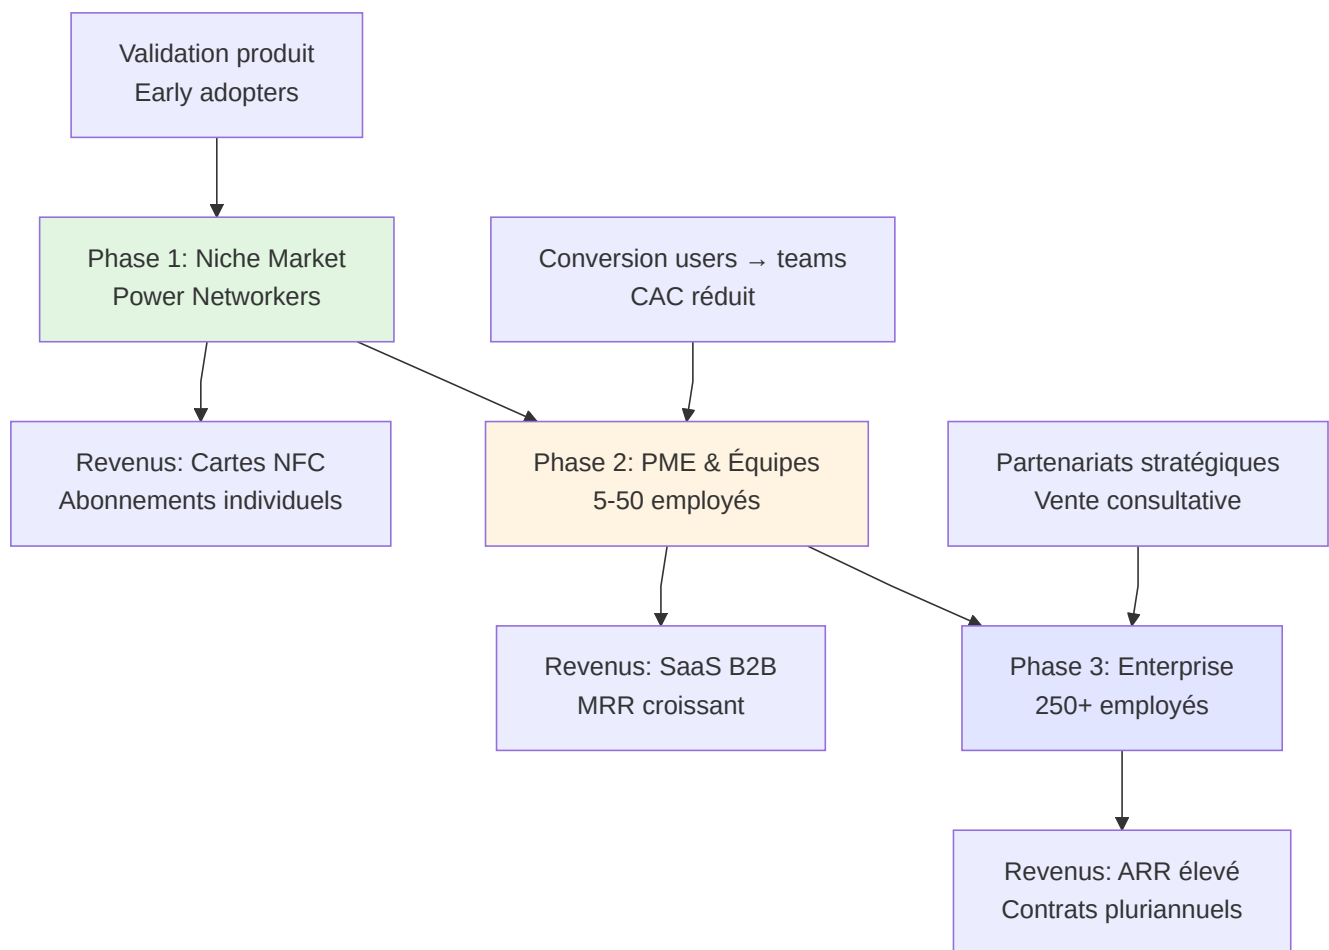 Validation produit
Early adopters
Phase 1: Niche Market
Power Networkers
Conversion users → teams
CAC réduit
Revenus: Cartes NFC
Abonnements individuels
Phase 2: PME & Équipes
5-50 employés
Partenariats stratégiques
Vente consultative
Revenus: SaaS B2B
MRR croissant
Phase 3: Enterprise
250+ employés
Revenus: ARR élevé
Contrats pluriannuels